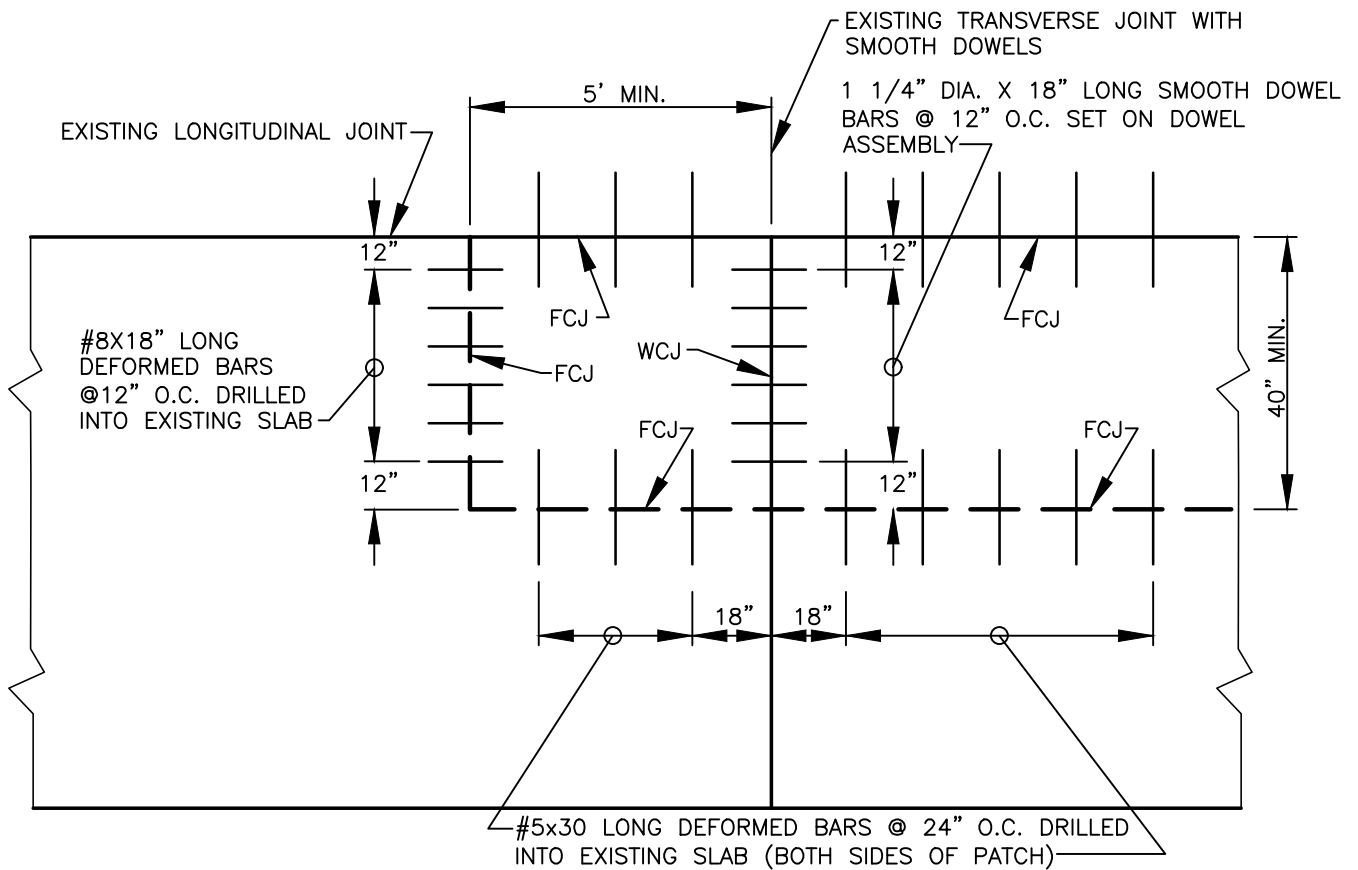 EXISTING TRANSVERSE JOINT WITH
SMOOTH DOWELS
1 1/4" DIA. X 18" LONG SMOOTH DOWEL
BARS @ 12" O.C. SET ON DOWEL
ASSEMBLY
5' MIN.
EXISTING LONGITUDINAL JOINT
12"
12"
#8X18" LONG
DEFORMED BARS
@12" O.C. DRILLED
INTO EXISTING SLAB
FCJ
FCJ
WCJ
FCJ
40" MIN.
FCJ
FCJ
12"
12"
18"
18"
#5x30 LONG DEFORMED BARS @ 24" O.C. DRILLED
INTO EXISTING SLAB (BOTH SIDES OF PATCH)